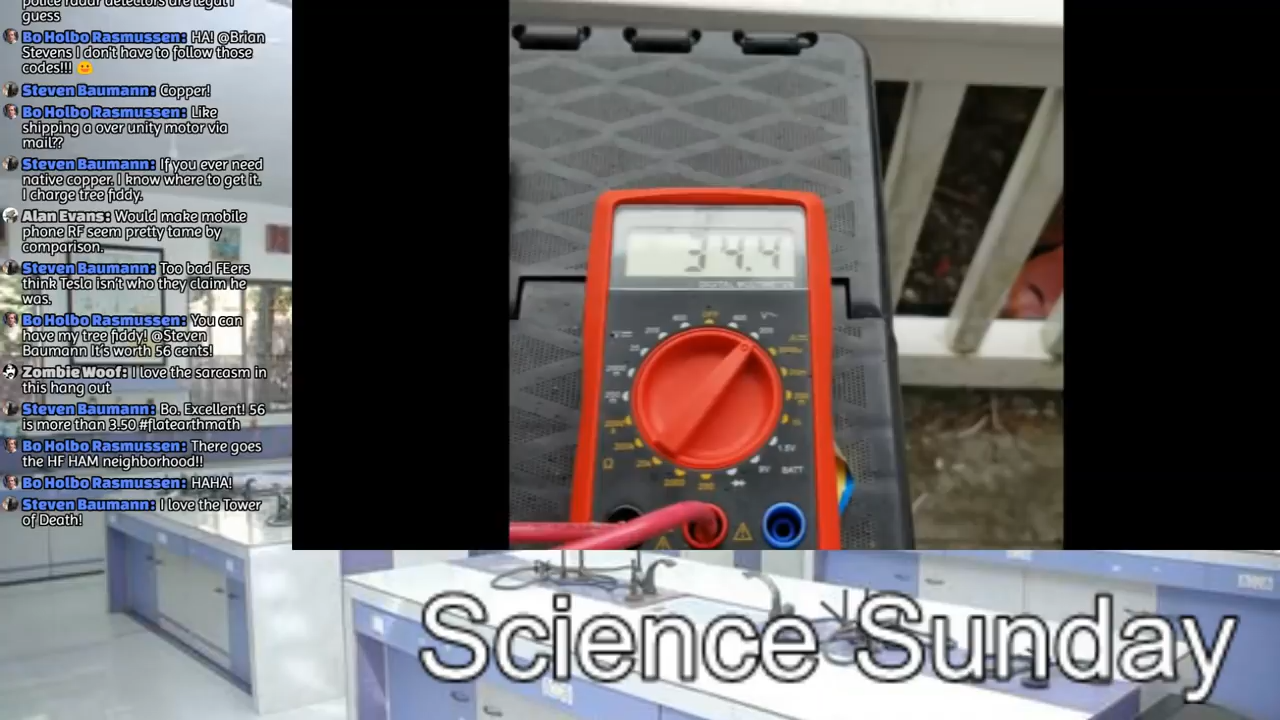 police radar detectors are legal I
guess
Bo Holbo Rasmussen: HA! @Brian
Stevens I don't have to follow those
codes!!! 🙂
Steven Baumann: Copper!
Bo Holbo Rasmussen: Like
shipping a over unity motor via
mail??
Steven Baumann: If you ever need
native copper. I know where to get it.
I charge tree fiddy.
Alan Evans: Would make mobile
phone RF seem pretty tame by
comparison.
Steven Baumann: Too bad FEers
think Tesla isn't who they claim he
was.
Bo Holbo Rasmussen: You can
have my tree fiddy! @Steven
Baumann It's worth 56 cents!
Zombie Woof: I love the sarcasm in
this hang out
Steven Baumann: Bo. Excellent! 56
is more than 3.50 #flatearthmath
Bo Holbo Rasmussen: There goes
the HF HAM neighborhood!!
Bo Holbo Rasmussen: HAHA!
Steven Baumann: I love the Tower
of Death!
34.4
OFF
600
V~
200
1.5V
9V BATT
Ω
Science Sunday